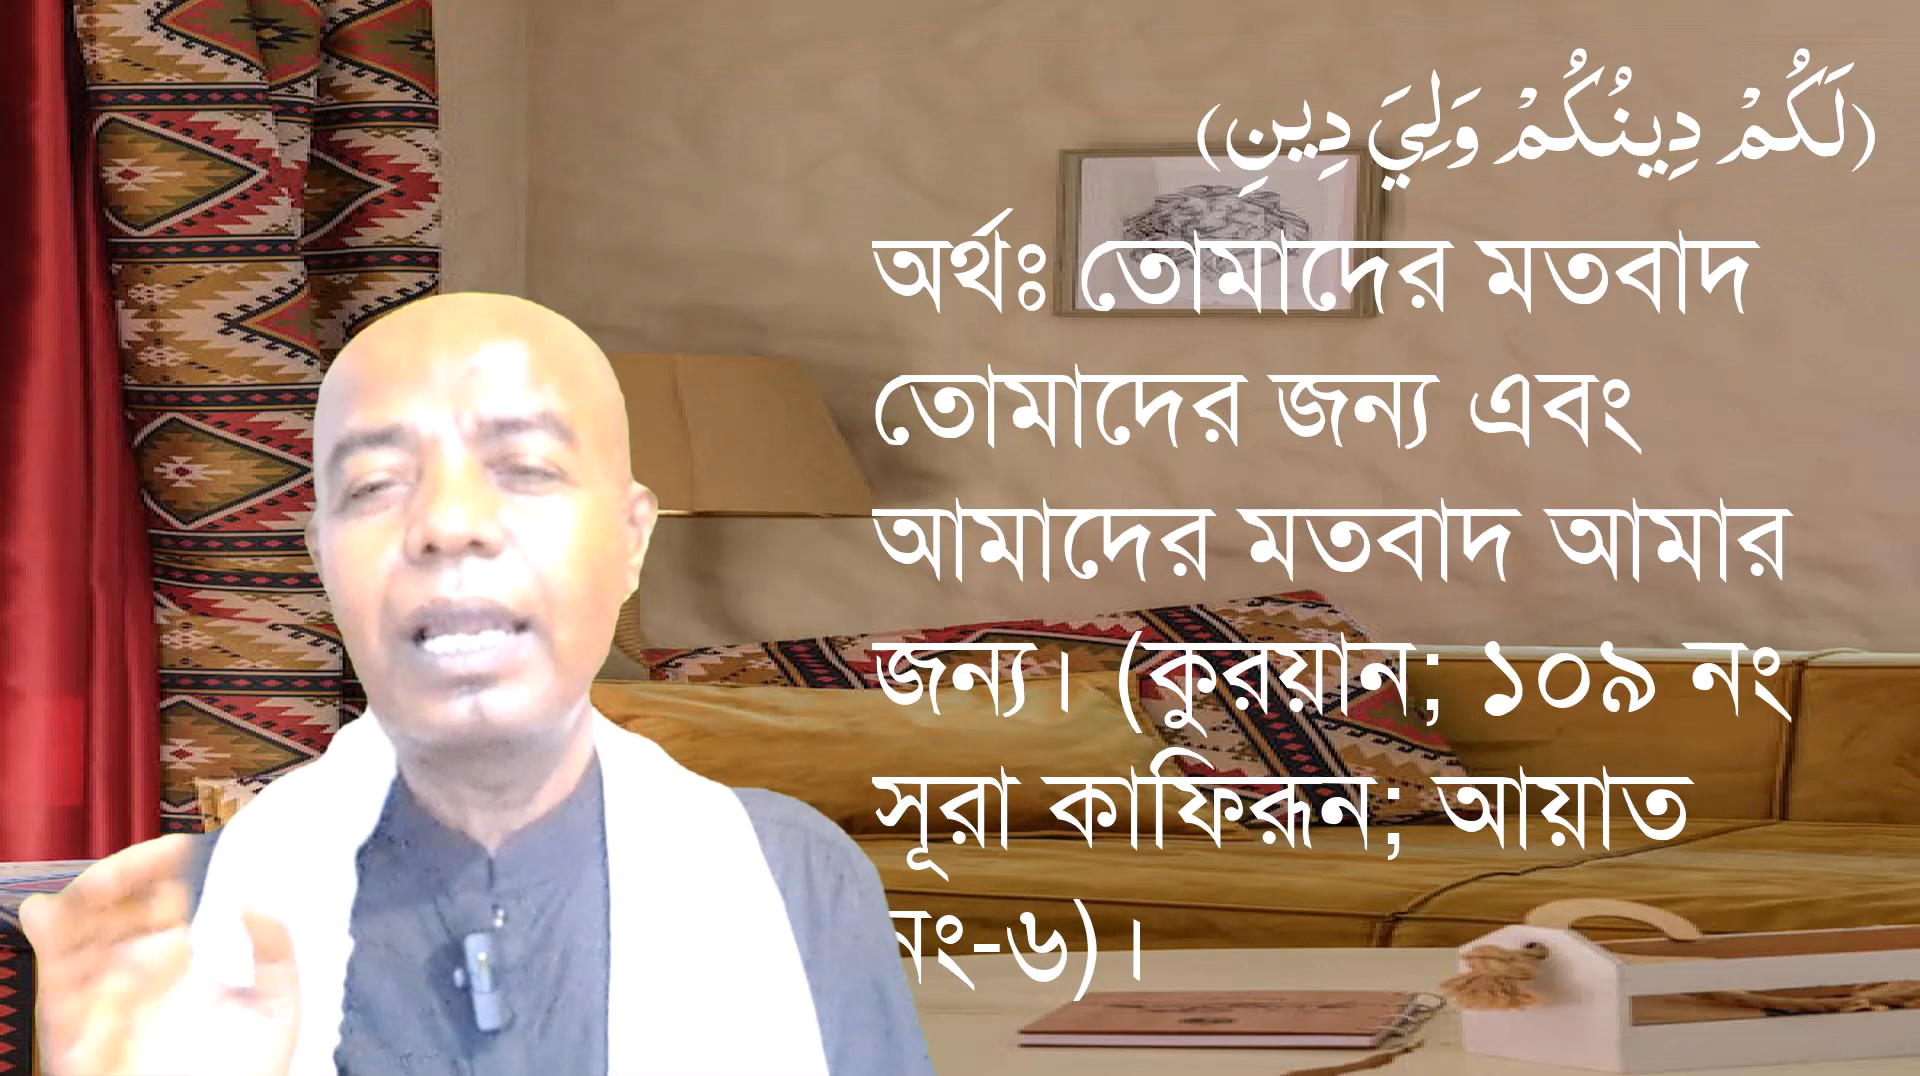 (لَكُمْ دِينُكُمْ وَلِيَ دِينِ)
অর্থঃ তোমাদের মতবাদ
তোমাদের জন্য এবং
আমাদের মতবাদ আমার
জন্য। (কুরয়ান; ১০৯ নং
সূরা কাফিরূন; আয়াত
নং-৬)।